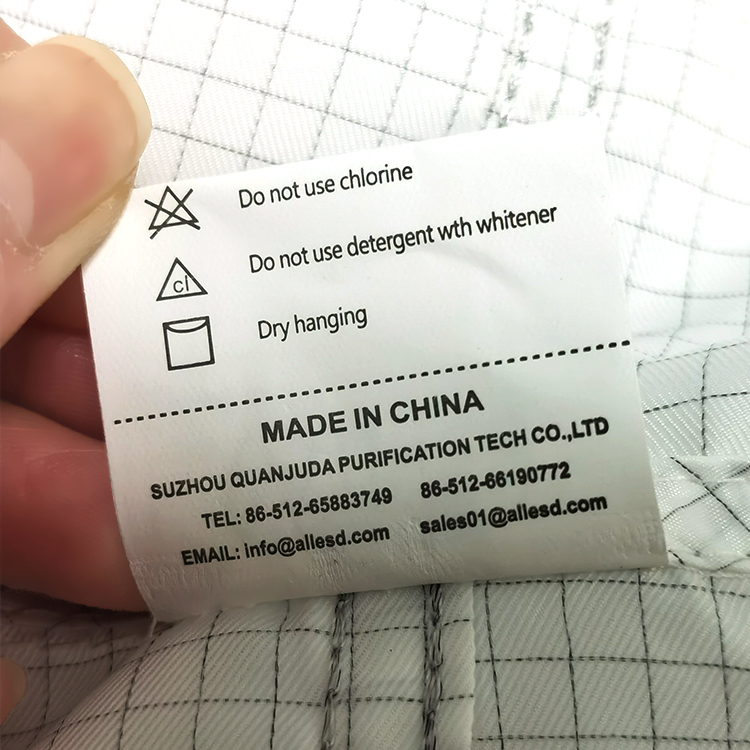 Do not use chlorine
cl
Do not use detergent wth whitener
Dry hanging
MADE IN CHINA
SUZHOU QUANJUDA PURIFICATION TECH CO.,LTD
TEL: 86-512-65883749 86-512-66190772
EMAIL: info@allesd.com sales01@allesd.com